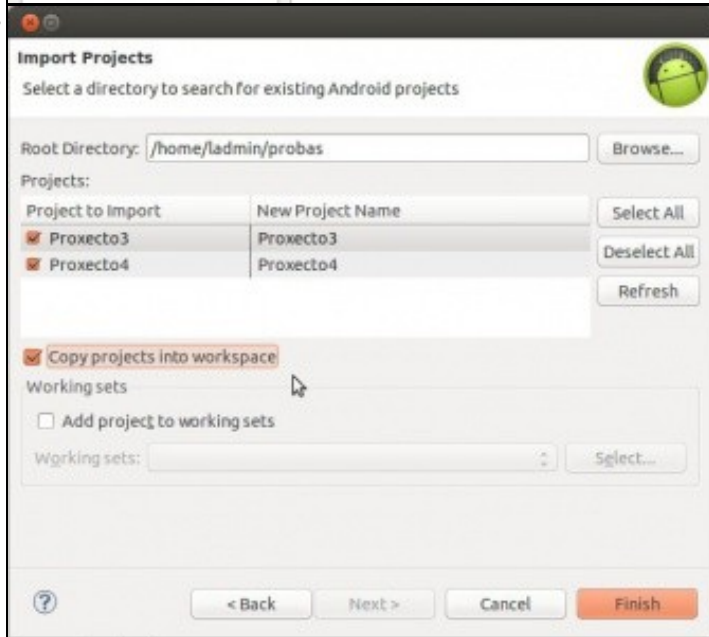 Import Projects
Select a directory to search for existing Android projects
Root Directory: /home/ladmin/probas Browse...
Projects:
Project to Import New Project Name Select All
Proxecto3 Proxecto3
Deselect All
Proxecto4 Proxecto4
Refresh
Copy projects into workspace
Working sets
Add project to working sets
Working sets: Select...
? < Back Next > Cancel Finish